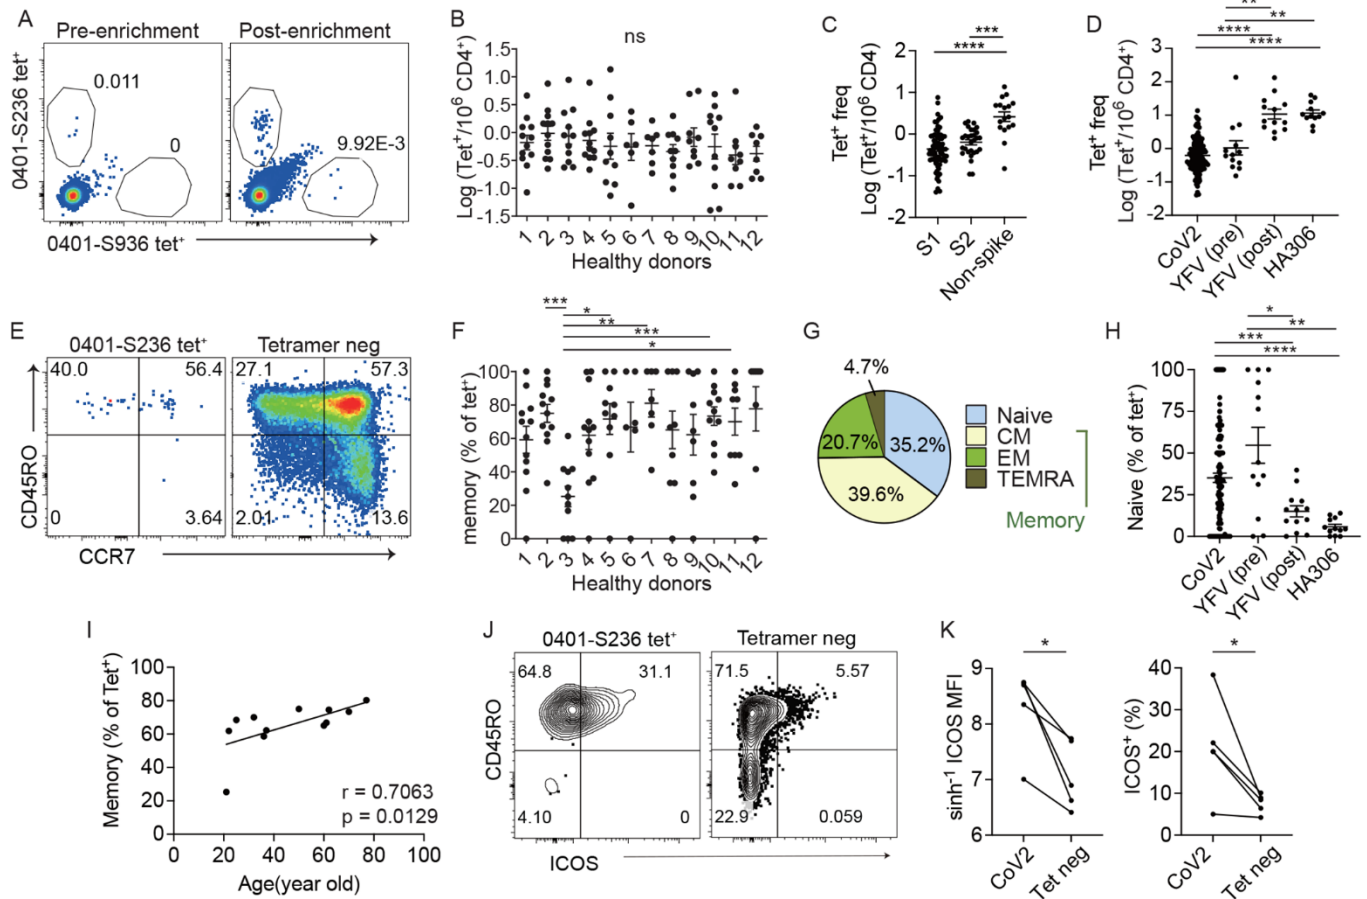 A
Pre-enrichment
Post-enrichment
0401-S236 tet⁺
0.011
0
9.92E-3
0401-S936 tet⁺
B
ns
Log (Tet⁺/10⁶ CD4⁺)
1.5
1.0
0.5
0.0
-0.5
-1.0
-1.5
1 2 3 4 5 6 7 8 9 10 11 12
Healthy donors
C
***
****
Tet⁺ freq
Log (Tet⁺/10⁶ CD4)
2
1
0
-1
-2
S1
S2
Non-spike
D
**
**
****
****
Tet⁺ freq
Log (Tet⁺/10⁶ CD4⁺)
3
2
1
0
-1
-2
CoV2
YFV (pre)
YFV (post)
HA306
E
0401-S236 tet⁺
Tetramer neg
40.0
56.4
0
3.64
27.1
57.3
2.01
13.6
CD45RO
CCR7
F
***
*
**
***
*
memory (% of tet⁺)
100
80
60
40
20
0
1 2 3 4 5 6 7 8 9 10 11 12
Healthy donors
G
4.7%
20.7%
35.2%
39.6%
Naive
CM
EM
TEMRA
Memory
H
*
**
***
****
Naive (% of tet⁺)
100
75
50
25
0
CoV2
YFV (pre)
YFV (post)
HA306
I
Memory (% of Tet⁺)
100
80
60
40
20
0
r = 0.7063
p = 0.0129
0 20 40 60 80 100
Age(year old)
J
0401-S236 tet⁺
Tetramer neg
64.8
31.1
4.10
0
71.5
5.57
22.9
0.059
CD45RO
ICOS
K
*
sinh⁻¹ ICOS MFI
9
8
7
6
CoV2
Tet neg
*
ICOS⁺ (%)
40
30
20
10
0
CoV2
Tet neg